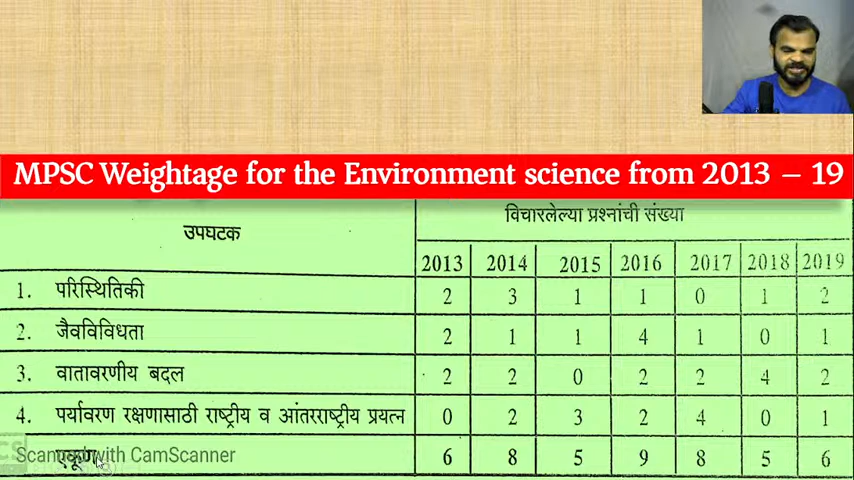 MPSC Weightage for the Environment science from 2013 – 19
उपघटक विचारलेल्या प्रश्नांची संख्या
2013 2014 2015 2016 2017 2018 2019
1. परिस्थितिकी 2 3 1 1 0 1 2
2. जैवविविधता 2 1 1 4 1 0 1
3. वातावरणीय बदल 2 2 0 2 2 4 2
4. पर्यावरण रक्षणासाठी राष्ट्रीय व आंतरराष्ट्रीय प्रयत्न 0 2 3 2 4 0 1
एकूण 6 8 5 9 8 5 6
Scanned with CamScanner